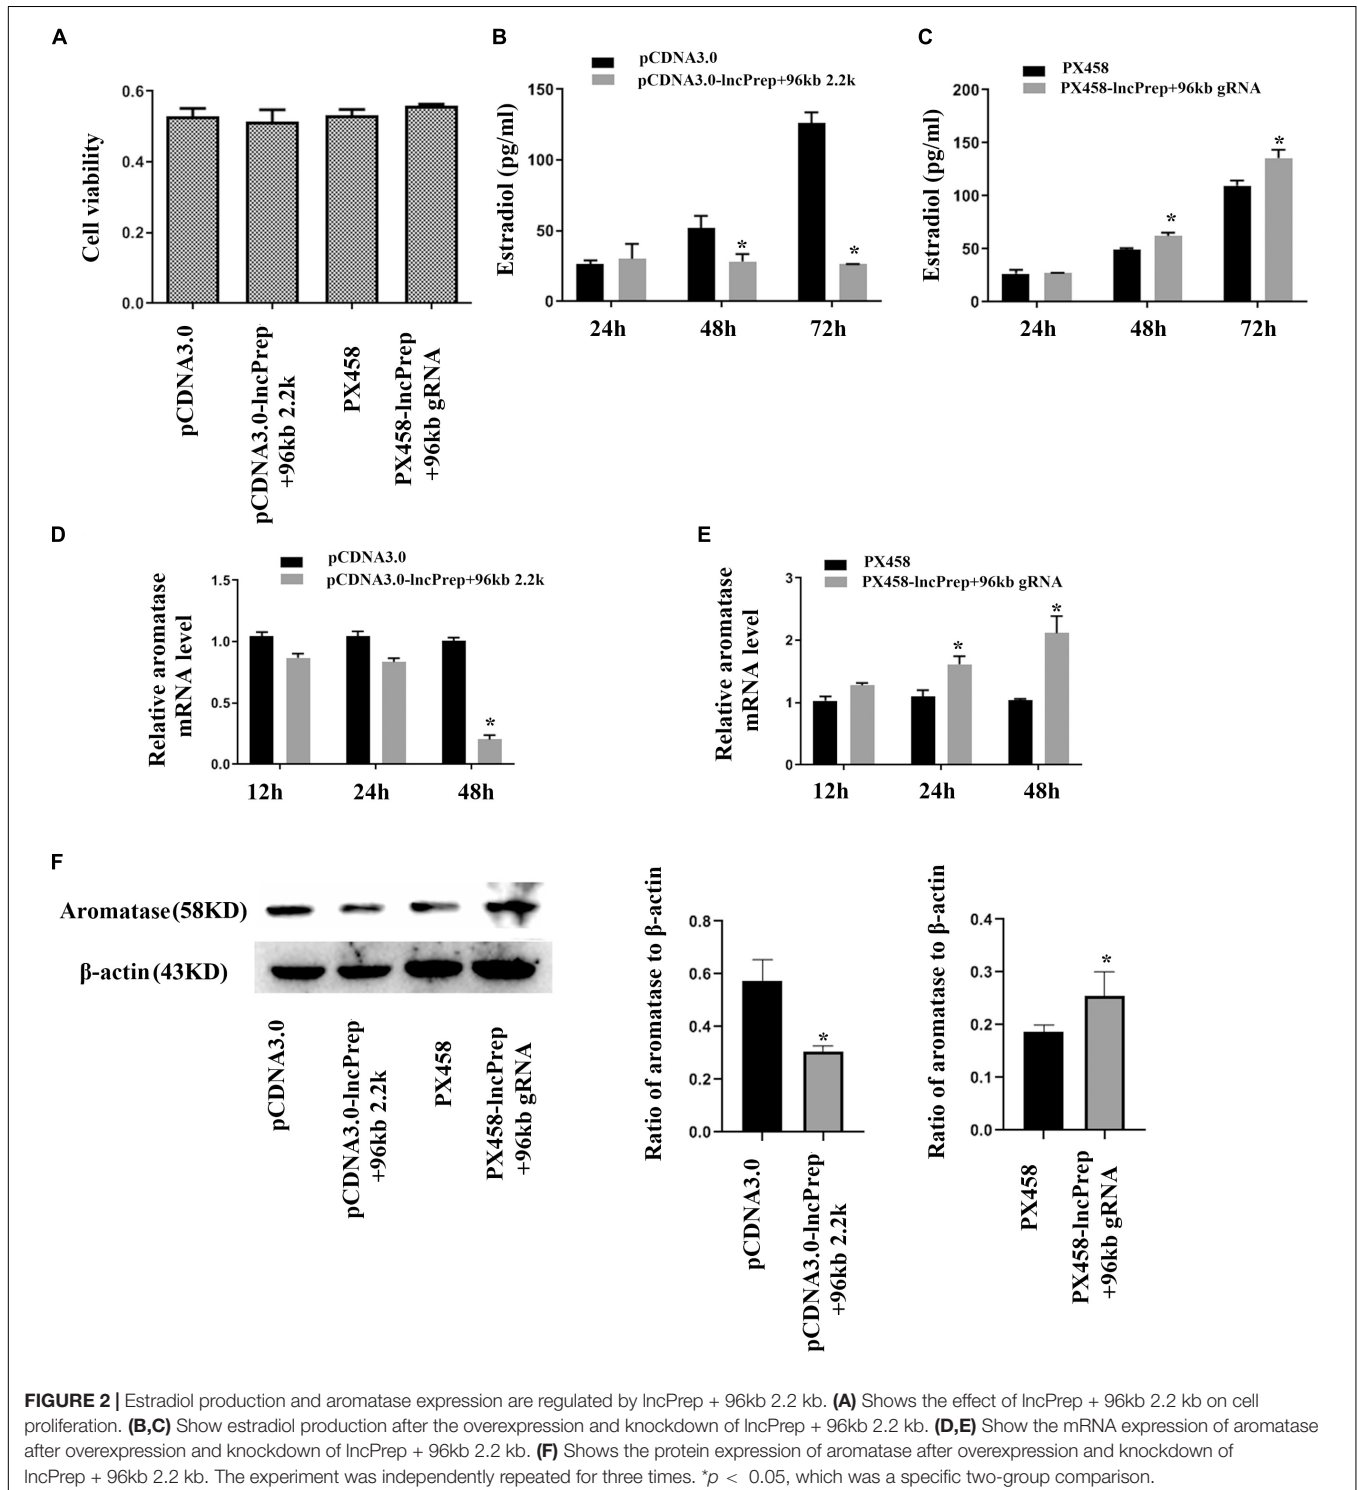 A
0.6
0.4
0.2
0.0
Cell viability
pCDNA3.0
pCDNA3.0-lncPrep
+96kb 2.2k
PX458
PX458-lncPrep
+96kb gRNA
B
pCDNA3.0
pCDNA3.0-lncPrep+96kb 2.2k
150
100
50
0
Estradiol (pg/ml)
*
*
24h 48h 72h
C
PX458
PX458-lncPrep+96kb gRNA
200
150
100
50
0
Estradiol (pg/ml)
*
*
24h 48h 72h
D
pCDNA3.0
pCDNA3.0-lncPrep+96kb 2.2k
1.5
1.0
0.5
0.0
Relative aromatase
mRNA level
*
12h 24h 48h
E
PX458
PX458-lncPrep+96kb gRNA
3
2
1
0
Relative aromatase
mRNA level
*
*
12h 24h 48h
F
Aromatase(58KD)
β-actin(43KD)
pCDNA3.0
pCDNA3.0-lncPrep
+96kb 2.2k
PX458
PX458-lncPrep
+96kb gRNA
Ratio of aromatase to β-actin
0.8
0.6
0.4
0.2
0.0
*
pCDNA3.0
pCDNA3.0-lncPrep
+96kb 2.2k
Ratio of aromatase to β-actin
0.4
0.3
0.2
0.1
0.0
*
PX458
PX458-lncPrep
+96kb gRNA
FIGURE 2 | Estradiol production and aromatase expression are regulated by lncPrep + 96kb 2.2 kb. (A) Shows the effect of lncPrep + 96kb 2.2 kb on cell
proliferation. (B,C) Show estradiol production after the overexpression and knockdown of lncPrep + 96kb 2.2 kb. (D,E) Show the mRNA expression of aromatase
after overexpression and knockdown of lncPrep + 96kb 2.2 kb. (F) Shows the protein expression of aromatase after overexpression and knockdown of
lncPrep + 96kb 2.2 kb. The experiment was independently repeated for three times. *p < 0.05, which was a specific two-group comparison.